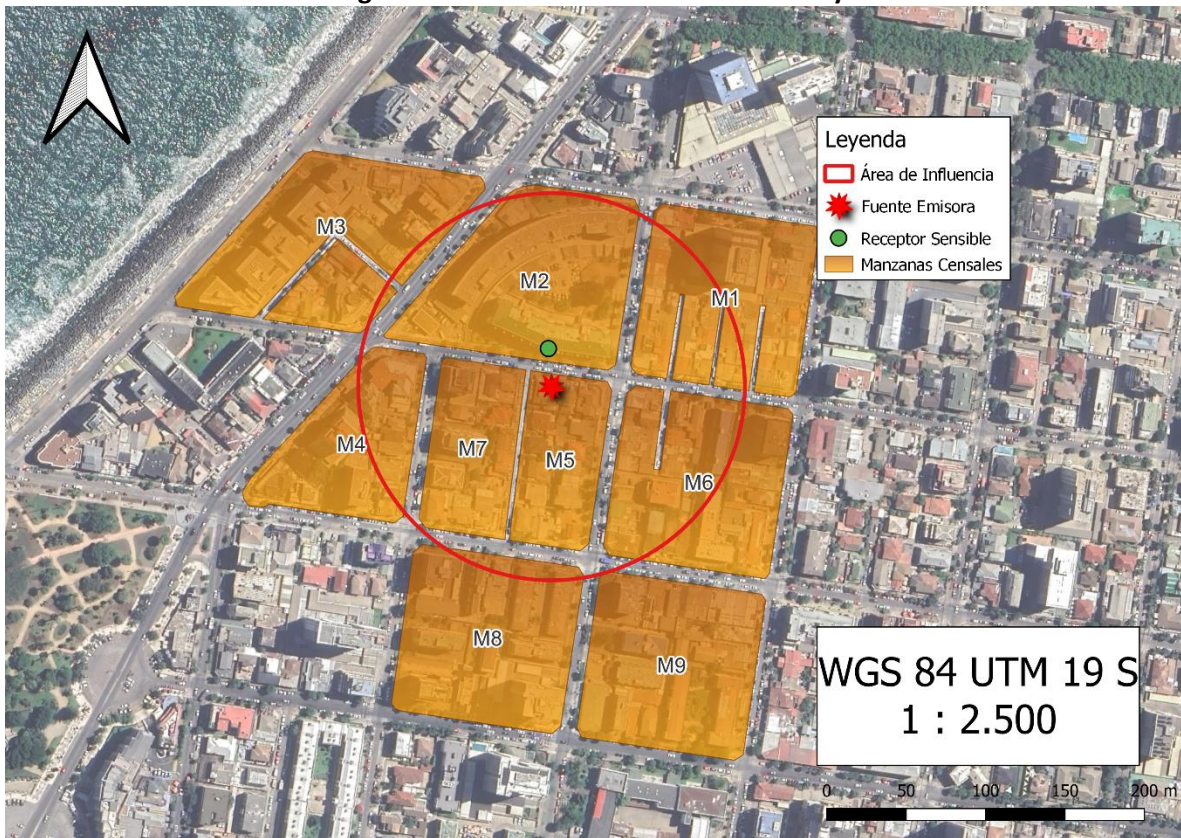 M3
M2
M1
M4
M7
M5
M6
M8
M9
Leyenda
Área de Influencia
Fuente Emisora
Receptor Sensible
Manzanas Censales
WGS 84 UTM 19 S
1 : 2.500
0 50 100 150 200 m